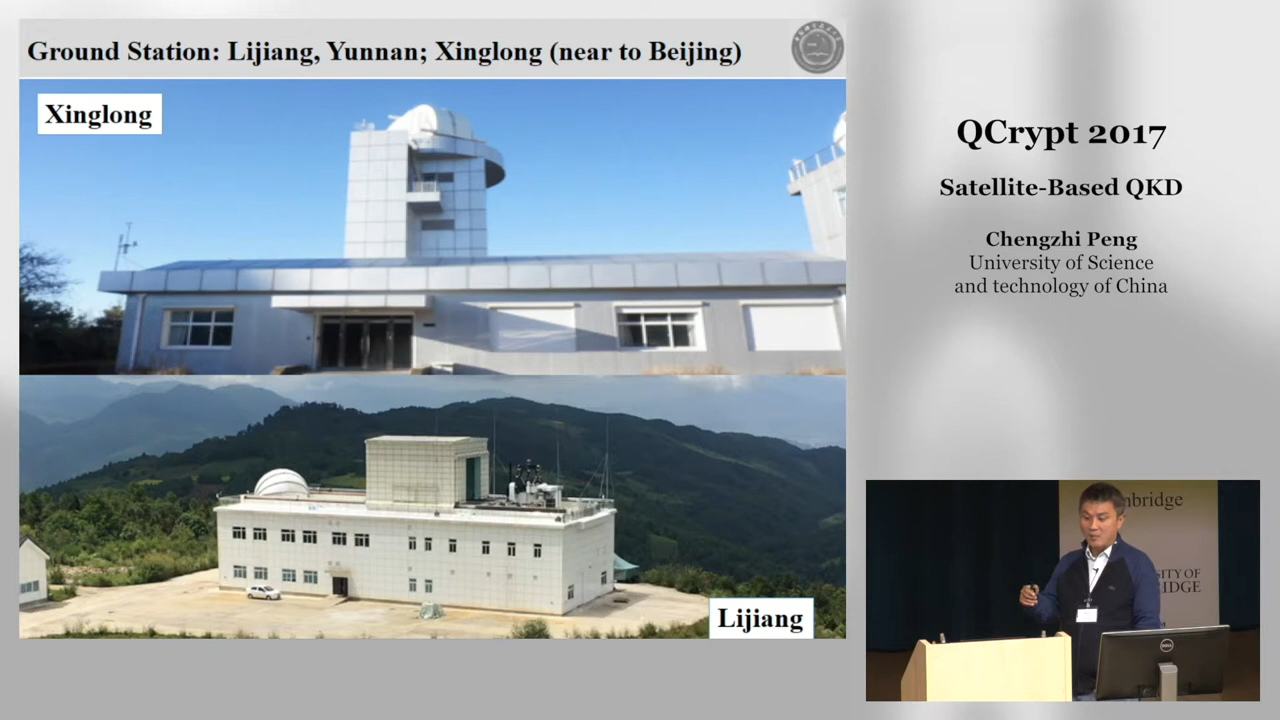 Ground Station: Lijiang, Yunnan; Xinglong (near to Beijing)
Xinglong
Lijiang
QCrypt 2017
Satellite-Based QKD
Chengzhi Peng
University of Science
and technology of China
DELL